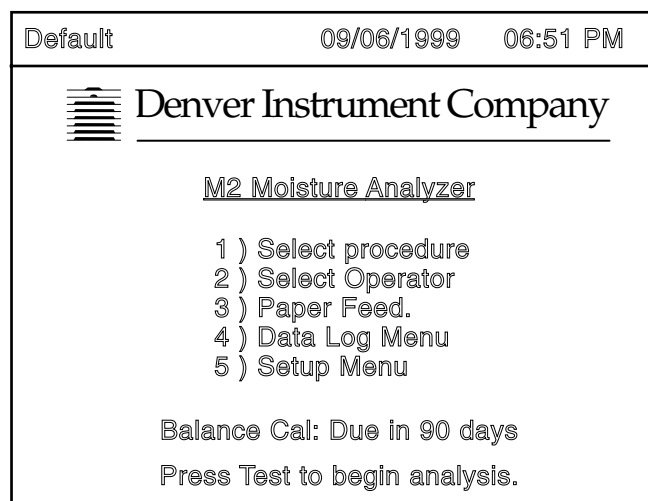 Default 09/06/1999 06:51 PM
Denver Instrument Company
M2 Moisture Analyzer
1 ) Select procedure
2 ) Select Operator
3 ) Paper Feed.
4 ) Data Log Menu
5 ) Setup Menu
Balance Cal: Due in 90 days
Press Test to begin analysis.